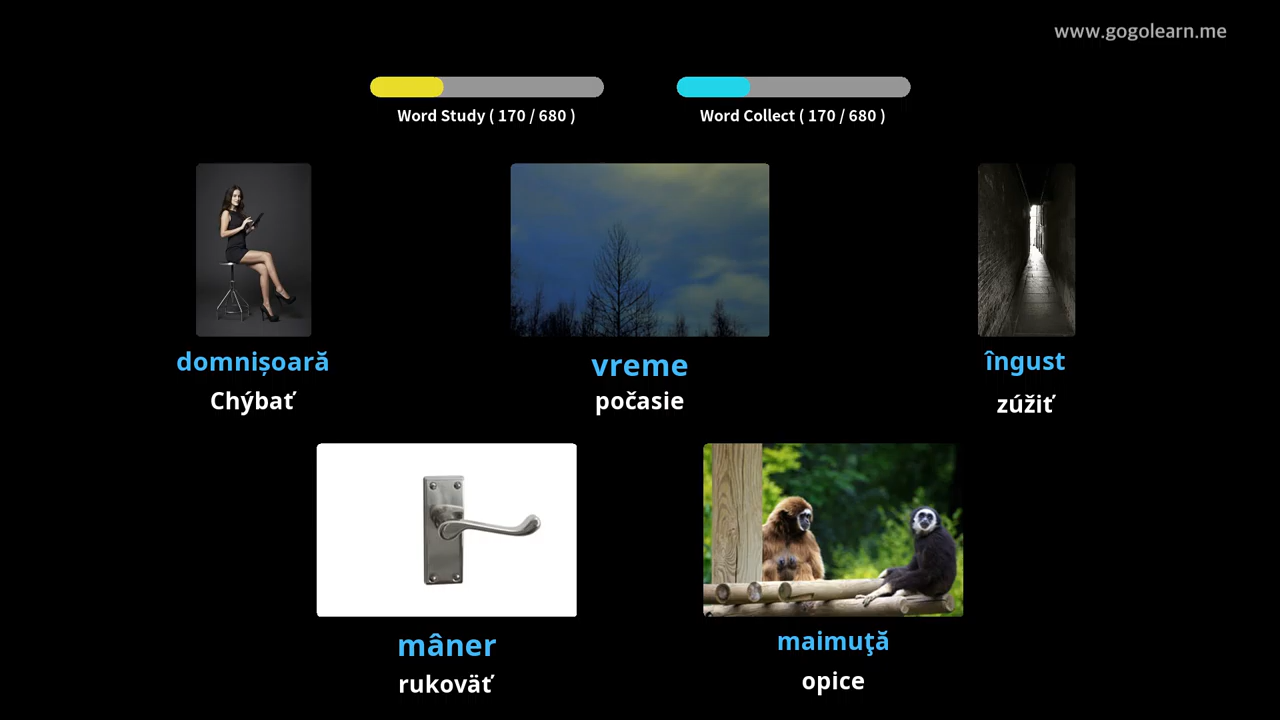 www.gogolearn.me
Word Study ( 170 / 680 )
Word Collect ( 170 / 680 )
domnișoară
Chýbať
vreme
počasie
îngust
zúžiť
mâner
rukoväť
maimuţă
opice